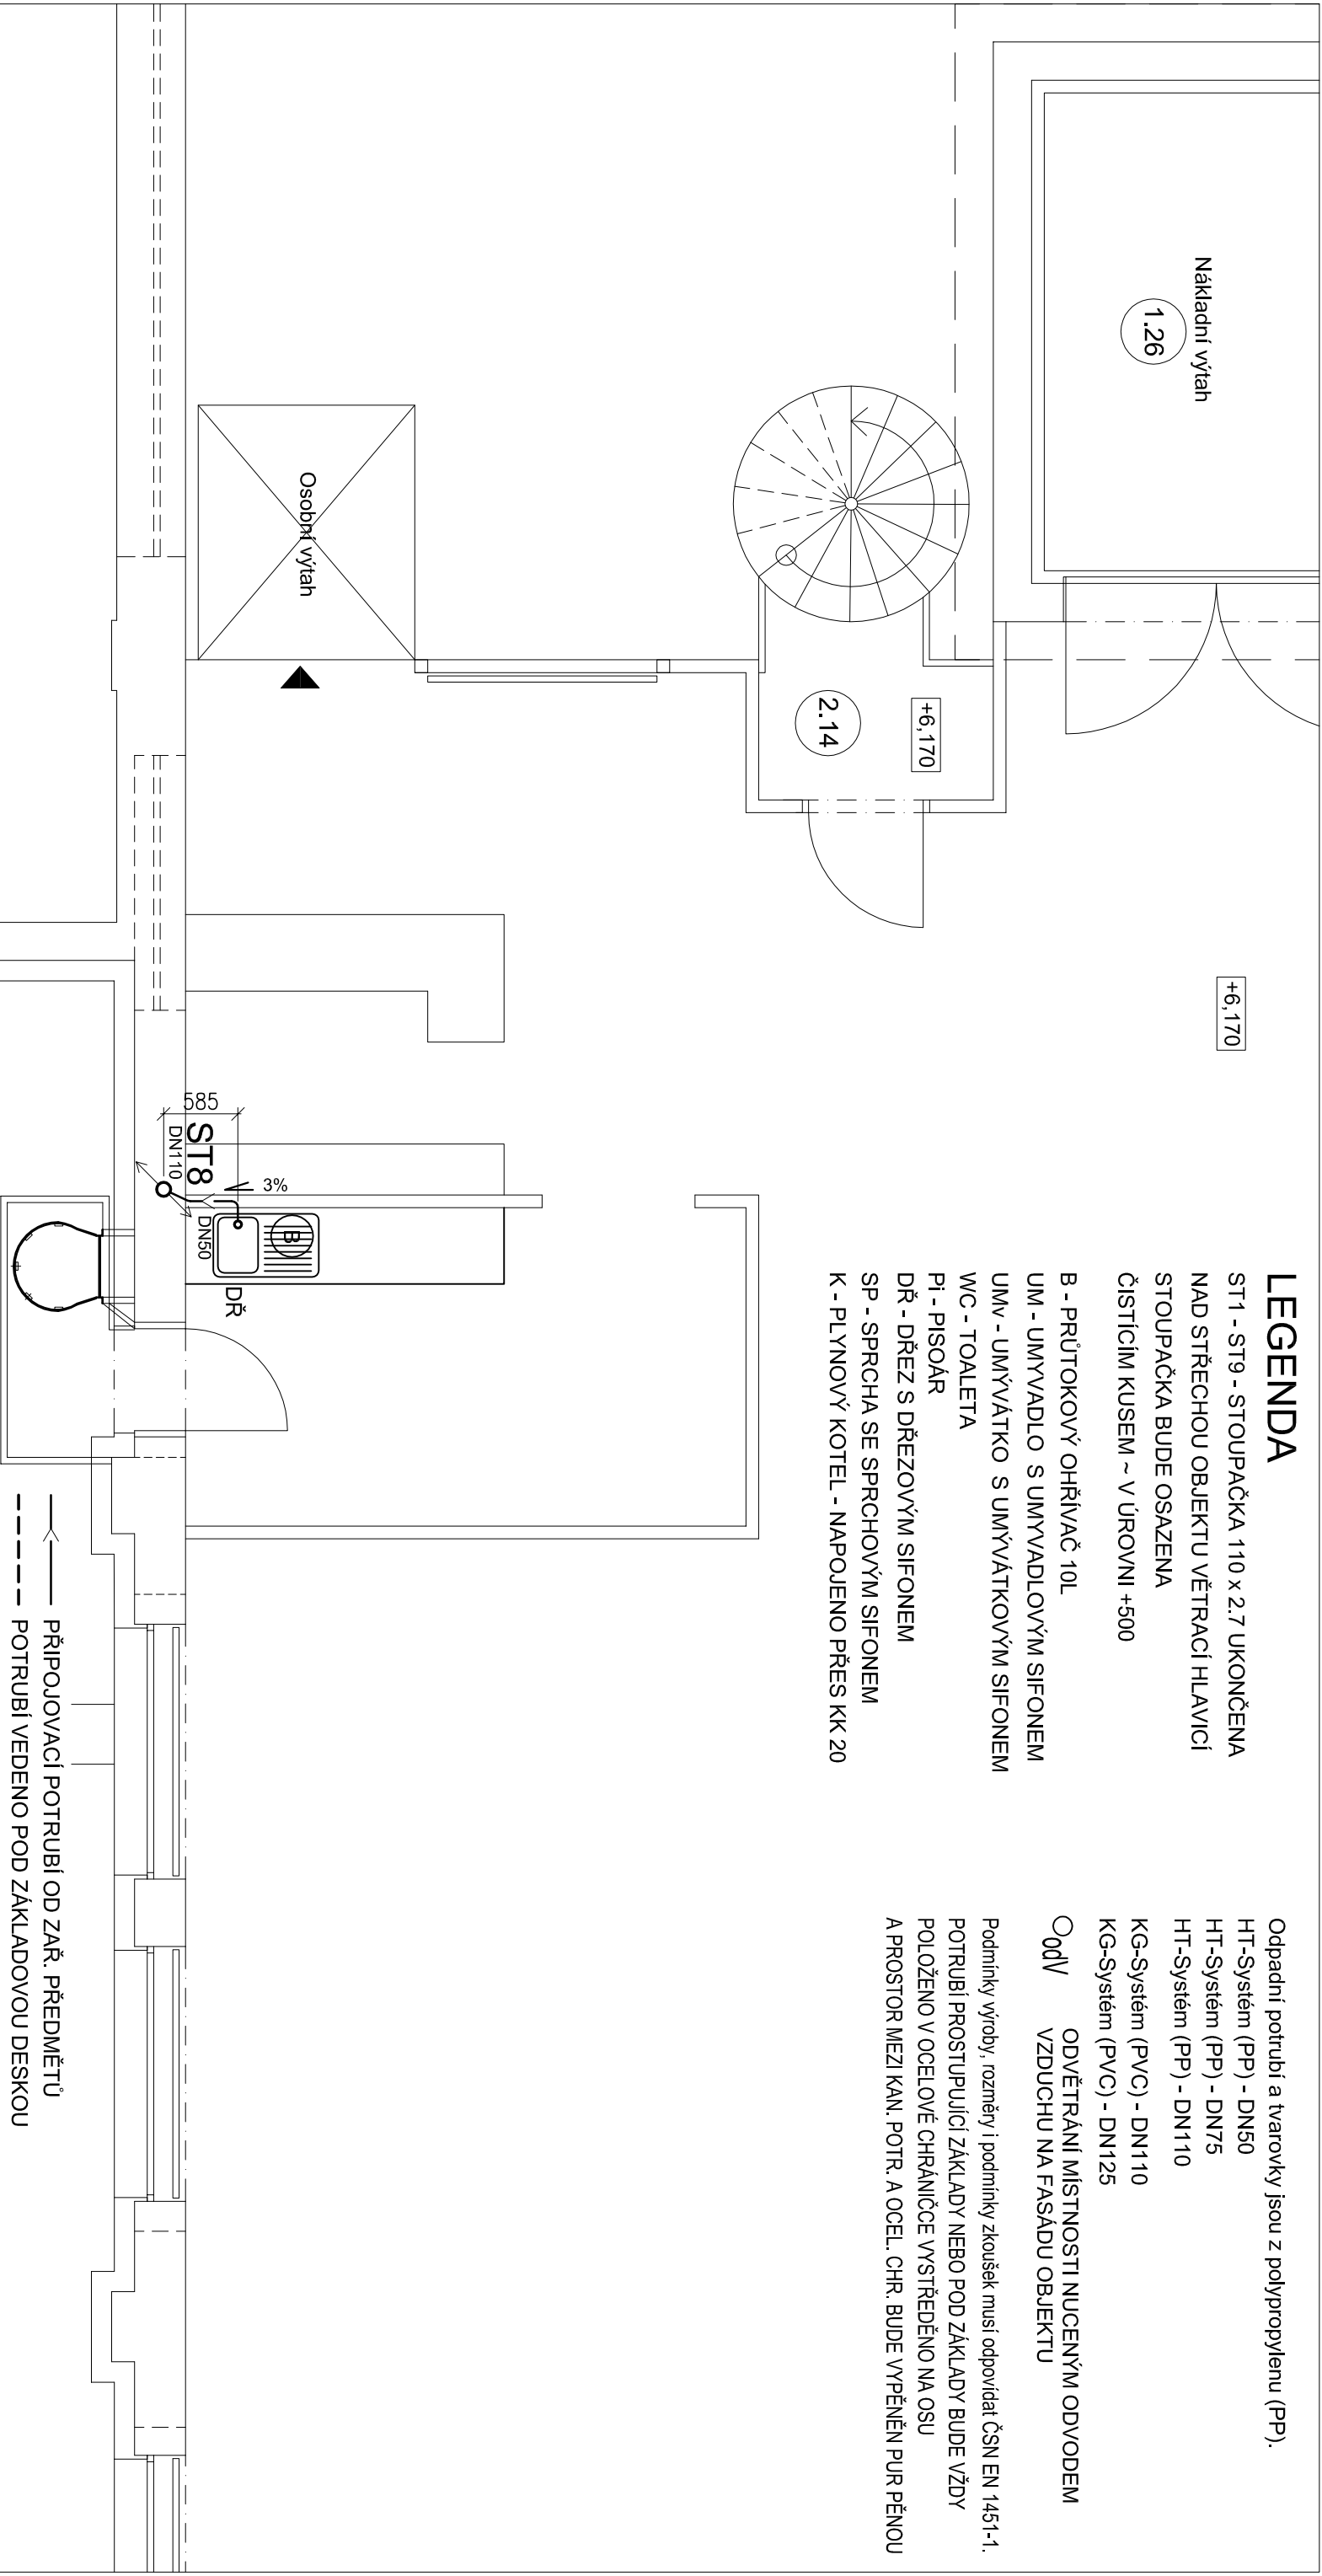 LEGENDA
ST1 - ST9 - STOUPAČKA 110 x 2.7 UKONČENA
NAD STŘECHOU OBJEKTU VĚTRACÍ HLAVICÍ
STOUPAČKA BUDE OSAZENA
ČISTÍCÍM KUSEM ~ V ÚROVNI +500
B - PRŮTOKOVÝ OHŘÍVAČ 10L
UM - UMYVADLO S UMYVADLOVÝM SIFONEM
UMv - UMÝVÁTKO S UMÝVÁTKOVÝM SIFONEM
WC - TOALETA
Pi - PISOÁR
DŘ - DŘEZ S DŘEZOVÝM SIFONEM
SP - SPRCHA SE SPRCHOVÝM SIFONEM
K - PLYNOVÝ KOTEL - NAPOJENO PŘES KK 20
Odpadní potrubí a tvarovky jsou z polypropylenu (PP).
HT-Systém (PP) - DN50
HT-Systém (PP) - DN75
HT-Systém (PP) - DN110
KG-Systém (PVC) - DN110
KG-Systém (PVC) - DN125
odV
ODVĚTRÁNÍ MÍSTNOSTI NUCENÝM ODVODEM
VZDUCHU NA FASÁDU OBJEKTU
Podmínky výroby, rozměry i podmínky zkoušek musí odpovídat ČSN EN 1451-1.
POTRUBÍ PROSTUPUJÍCÍ ZÁKLADY NEBO POD ZÁKLADY BUDE VŽDY
POLOŽENO V OCELOVÉ CHRÁNIČCE VYSTŘEDĚNO NA OSU
A PROSTOR MEZI KAN. POTR. A OCEL. CHR. BUDE VYPĚNĚN PUR PĚNOU
Nákladní výtah
1.26
+6,170
+6,170
2.14
Osobní výtah
585
ST8
DN110
3%
DN50
B
DŘ
PŘIPOJOVACÍ POTRUBÍ OD ZAŘ. PŘEDMĚTŮ
POTRUBÍ VEDENO POD ZÁKLADOVOU DESKOU